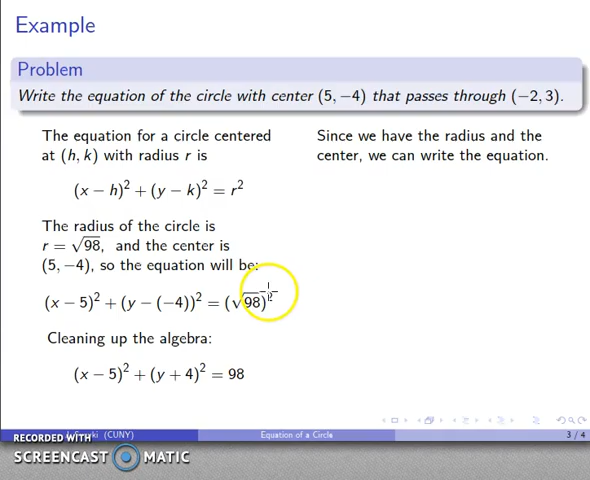 Example
Problem
Write the equation of the circle with center (5, −4) that passes through (−2, 3).
The equation for a circle centered
at (h, k) with radius r is
(x − h)² + (y − k)² = r²
The radius of the circle is
r = √98, and the center is
(5, −4), so the equation will be:
(x − 5)² + (y − (−4))² = (√98)²
Cleaning up the algebra:
(x − 5)² + (y + 4)² = 98
Since we have the radius and the
center, we can write the equation.
(CUNY)
Equation of a Circle
3 / 4
RECORDED WITH
SCREENCAST MATIC